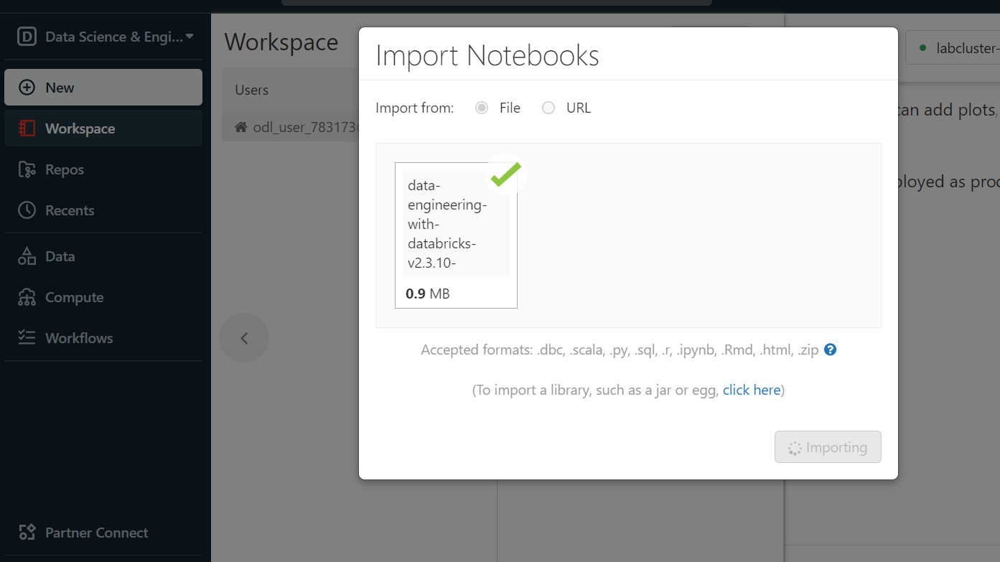 D Data Science & Engi...
New
Workspace
Repos
Recents
Data
Compute
Workflows
Partner Connect
Workspace
Users
odl_user_783173
Import Notebooks
Import from: File URL
data-
engineering-
with-
databricks-
v2.3.10-
0.9 MB
Accepted formats: .dbc, .scala, .py, .sql, .r, .ipynb, .Rmd, .html, .zip ?
(To import a library, such as a jar or egg, click here)
Importing
labcluster-
can add plots,
ployed as proc